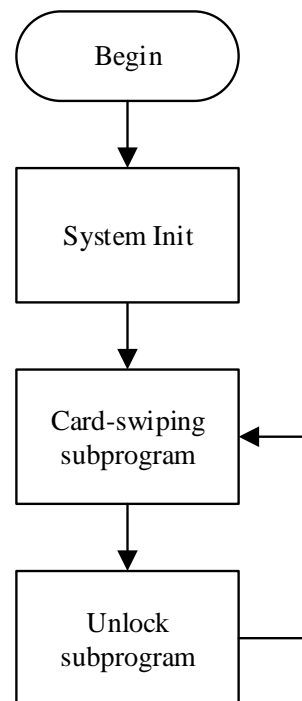 Begin
System Init
Card-swiping
subprogram
Unlock
subprogram